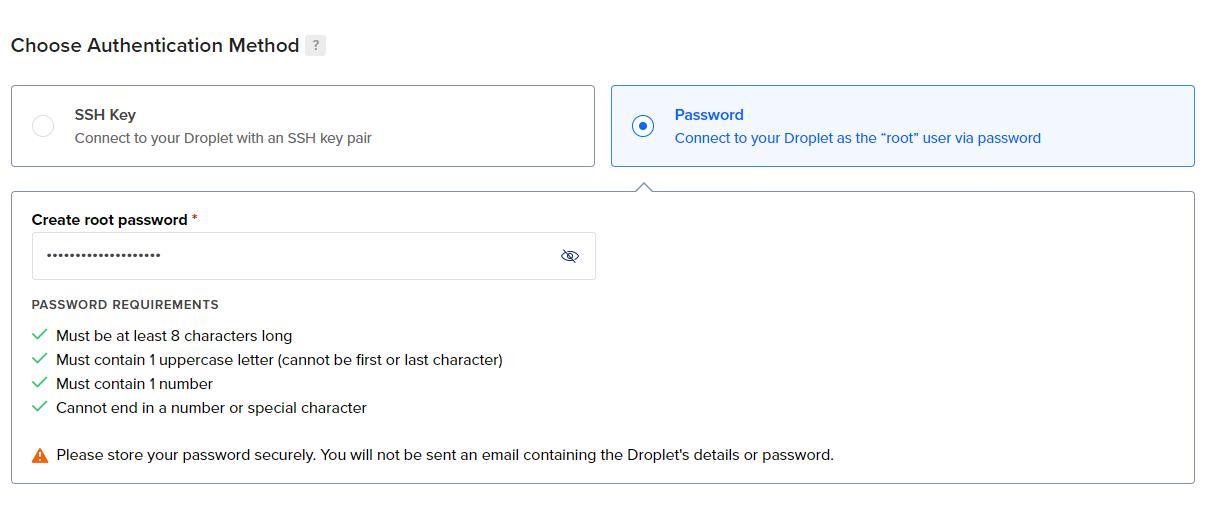 Choose Authentication Method ?
SSH Key
Connect to your Droplet with an SSH key pair
Password
Connect to your Droplet as the “root” user via password
Create root password *
••••••••••••••••••••
PASSWORD REQUIREMENTS
Must be at least 8 characters long
Must contain 1 uppercase letter (cannot be first or last character)
Must contain 1 number
Cannot end in a number or special character
Please store your password securely. You will not be sent an email containing the Droplet's details or password.